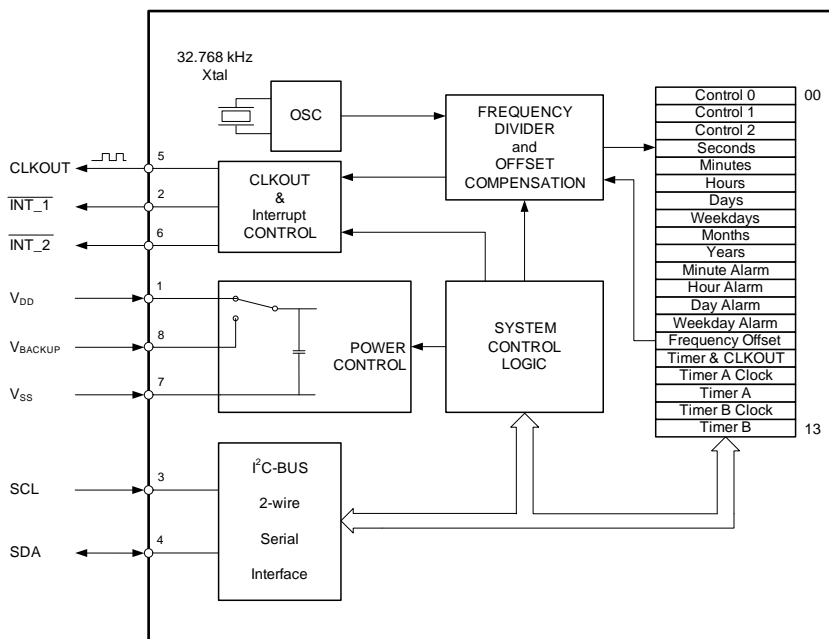 32.768 kHz
Xtal
OSC
FREQUENCY
DIVIDER
and
OFFSET
COMPENSATION
CLKOUT
5
INT_1
2
INT_2
6
CLKOUT
&
Interrupt
CONTROL
VDD
1
VBACKUP
8
VSS
7
POWER
CONTROL
SYSTEM
CONTROL
LOGIC
SCL
3
SDA
4
I²C-BUS
2-wire
Serial
Interface
Control 0
00
Control 1
Control 2
Seconds
Minutes
Hours
Days
Weekdays
Months
Years
Minute Alarm
Hour Alarm
Day Alarm
Weekday Alarm
Frequency Offset
Timer & CLKOUT
Timer A Clock
Timer A
Timer B Clock
Timer B
13